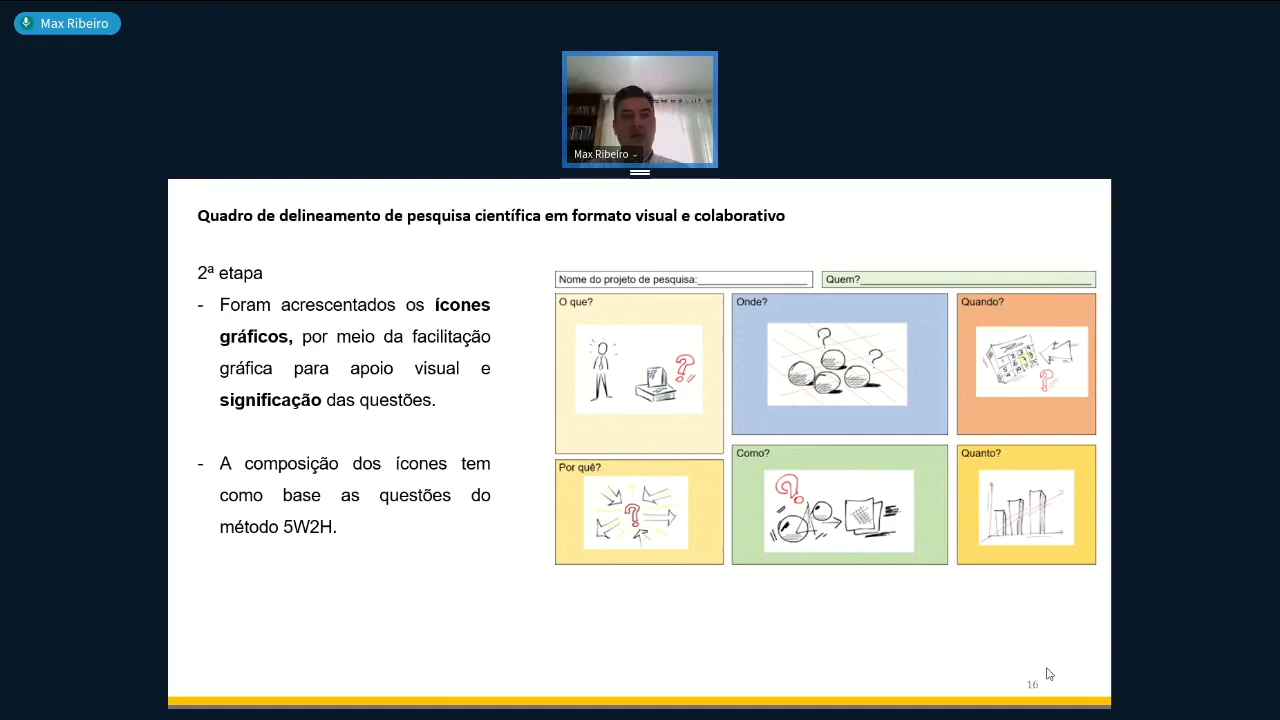 Max Ribeiro
Max Ribeiro
Quadro de delineamento de pesquisa científica em formato visual e colaborativo
2ª etapa
- Foram acrescentados os ícones
gráficos, por meio da facilitação
gráfica para apoio visual e
significação das questões.
- A composição dos ícones tem
como base as questões do
método 5W2H.
Nome do projeto de pesquisa:____________________
Quem?__________________________________________
O que?
Onde?
Quando?
?
? ?
?
Por quê?
Como?
Quanto?
?
?
16